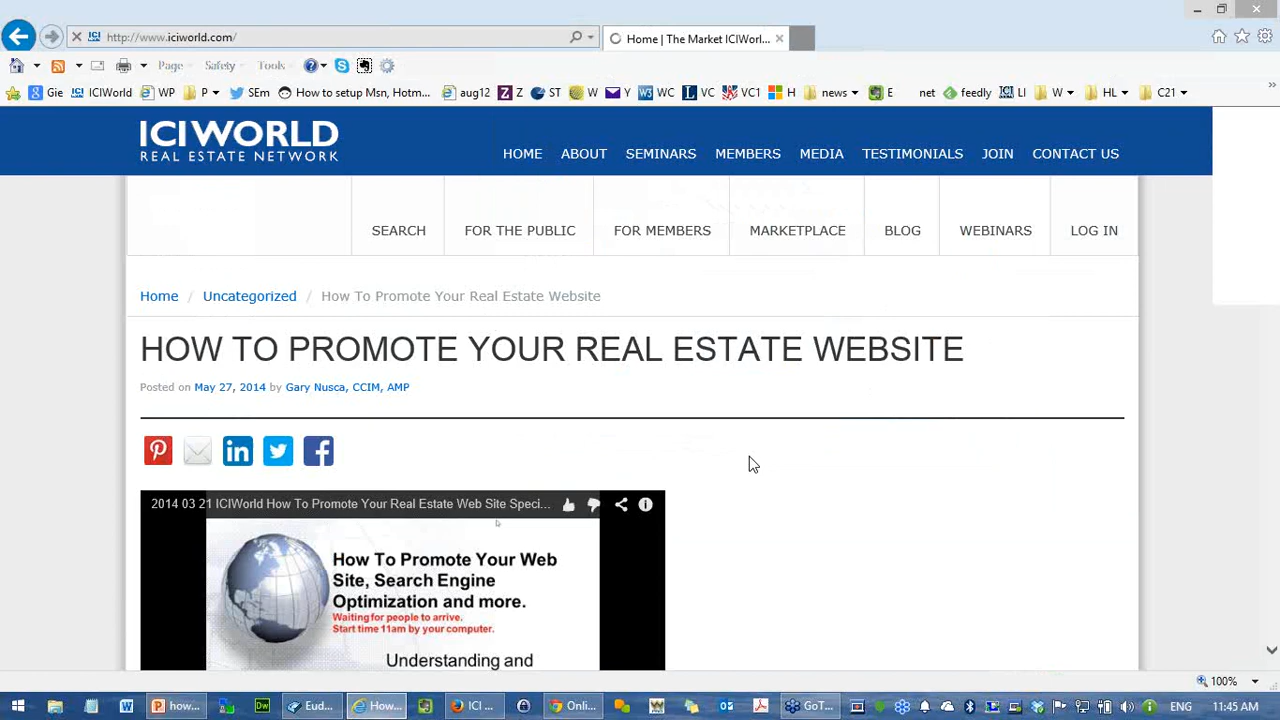 http://www.iciworld.com/
Home | The Market ICIWorl...
Page
Safety
Tools
Gie ICIWorld WP P SEm How to setup Msn, Hotm... aug12 Z ST W Y WC VC VC1 H news E net feedly LI W HL C21
ICIWORLD
REAL ESTATE NETWORK
HOME ABOUT SEMINARS MEMBERS MEDIA TESTIMONIALS JOIN CONTACT US
SEARCH FOR THE PUBLIC FOR MEMBERS MARKETPLACE BLOG WEBINARS LOG IN
Home / Uncategorized / How To Promote Your Real Estate Website
HOW TO PROMOTE YOUR REAL ESTATE WEBSITE
Posted on May 27, 2014 by Gary Nusca, CCIM, AMP
2014 03 21 ICIWorld How To Promote Your Real Estate Web Site Speci...
How To Promote Your Web
Site, Search Engine
Optimization and more.
Waiting for people to arrive.
Start time 11am by your computer.
Understanding and
100%
how... Eud... How... ICI ... Onli... GoT... ENG 11:45 AM